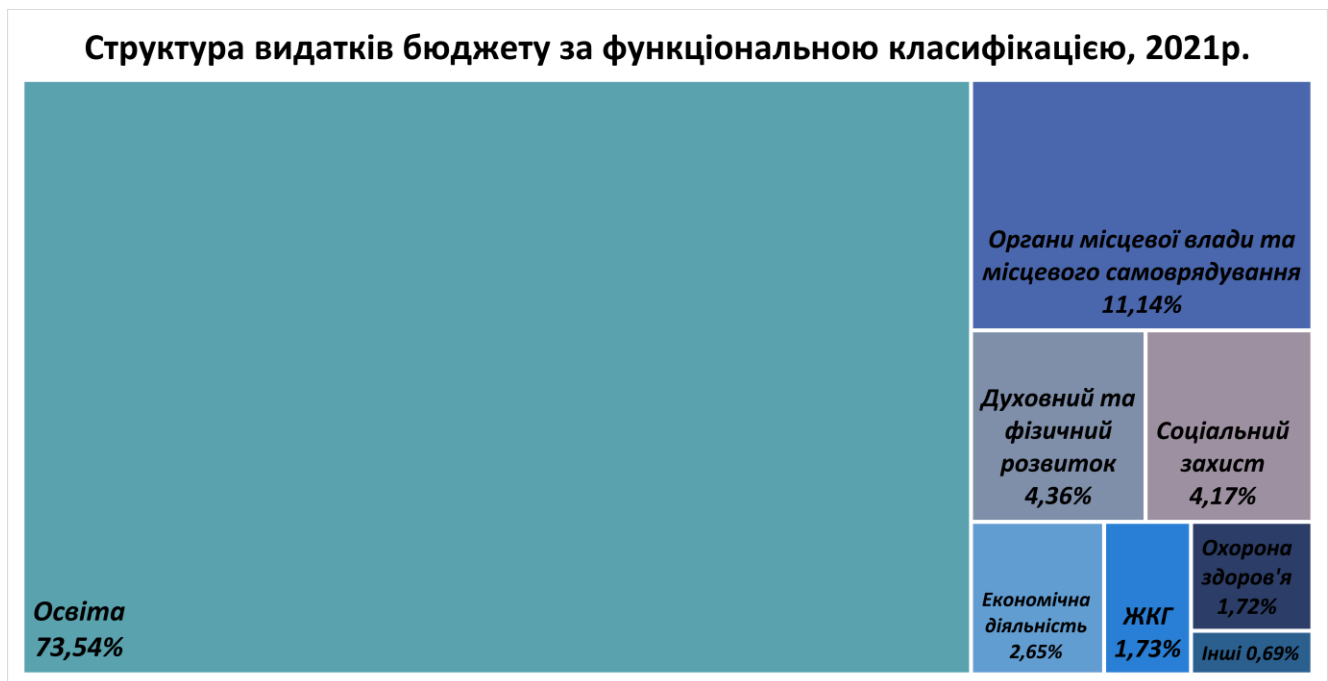 Структура видатків бюджету за функціональною класифікацією, 2021р.
Освіта
73,54%
Органи місцевої влади та
місцевого самоврядування
11,14%
Духовний та
фізичний
розвиток
4,36%
Соціальний
захист
4,17%
Економічна
діяльність
2,65%
ЖКГ
1,73%
Охорона
здоров'я
1,72%
Інші 0,69%